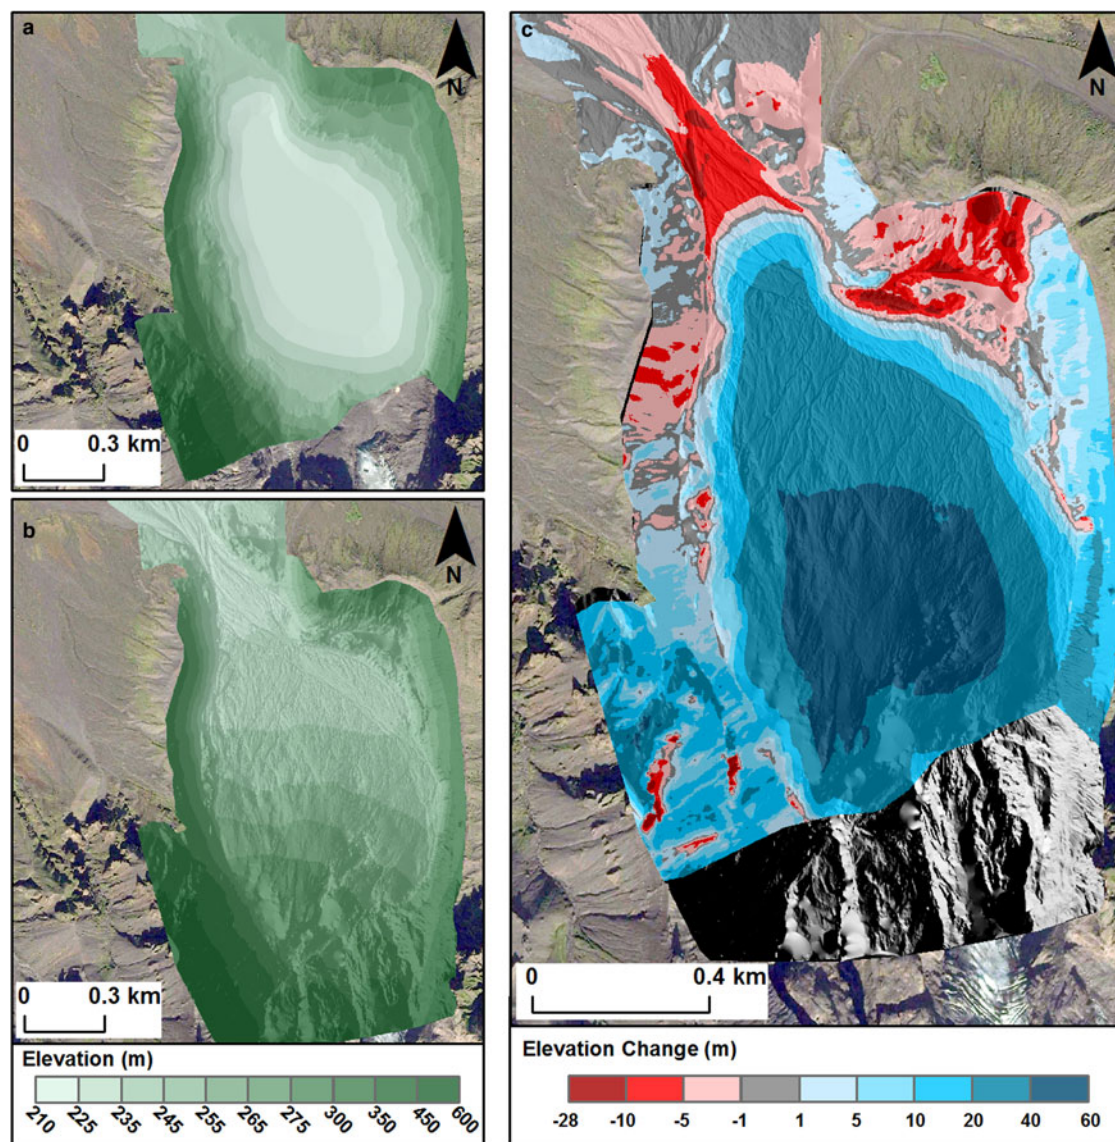 a
N
0 0.3 km
b
N
0 0.3 km
Elevation (m)
210 225 235 245 255 265 275 300 350 450 600
c
N
0 0.4 km
Elevation Change (m)
-28 -10 -5 -1 1 5 10 20 40 60